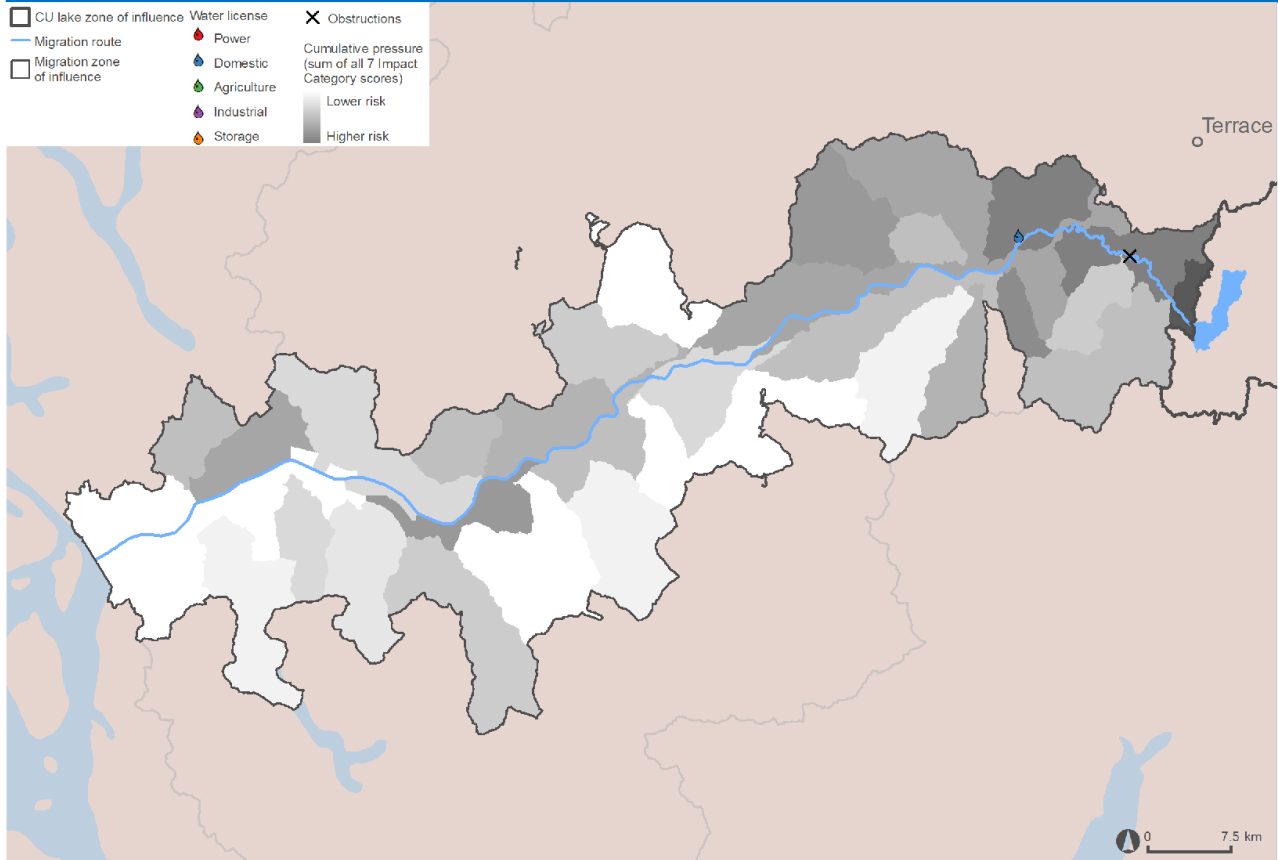 CU lake zone of influence
Migration route
Migration zone
of influence
Water license
Power
Domestic
Agriculture
Industrial
Storage
Obstructions
Cumulative pressure
(sum of all 7 Impact
Category scores)
Lower risk
Higher risk
Terrace
0 7.5 km